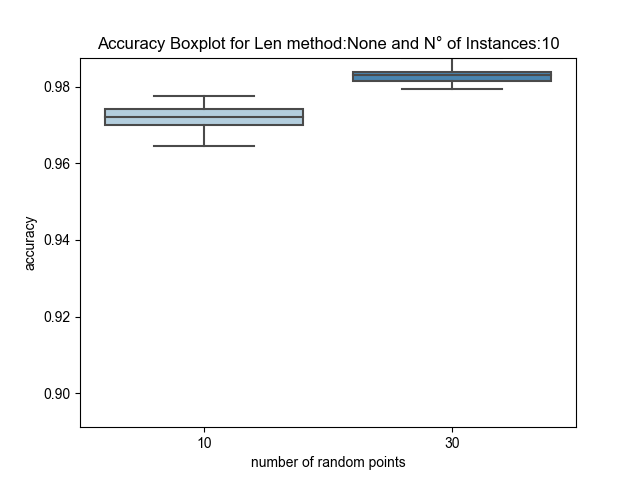 Accuracy Boxplot for Len method:None and N° of Instances:10
0.98
0.96
0.94
0.92
0.90
accuracy
10
30
number of random points